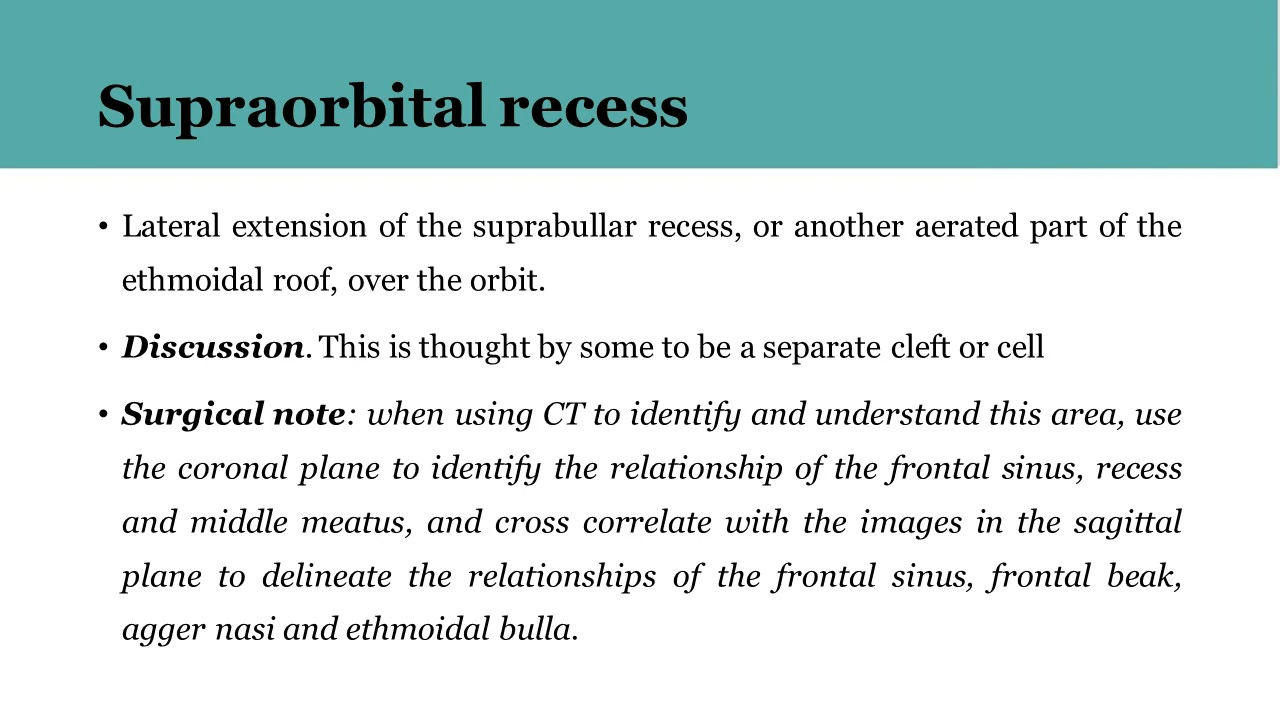 Supraorbital recess
• Lateral extension of the suprabullar recess, or another aerated part of the
ethmoidal roof, over the orbit.
• Discussion. This is thought by some to be a separate cleft or cell
• Surgical note: when using CT to identify and understand this area, use
the coronal plane to identify the relationship of the frontal sinus, recess
and middle meatus, and cross correlate with the images in the sagittal
plane to delineate the relationships of the frontal sinus, frontal beak,
agger nasi and ethmoidal bulla.